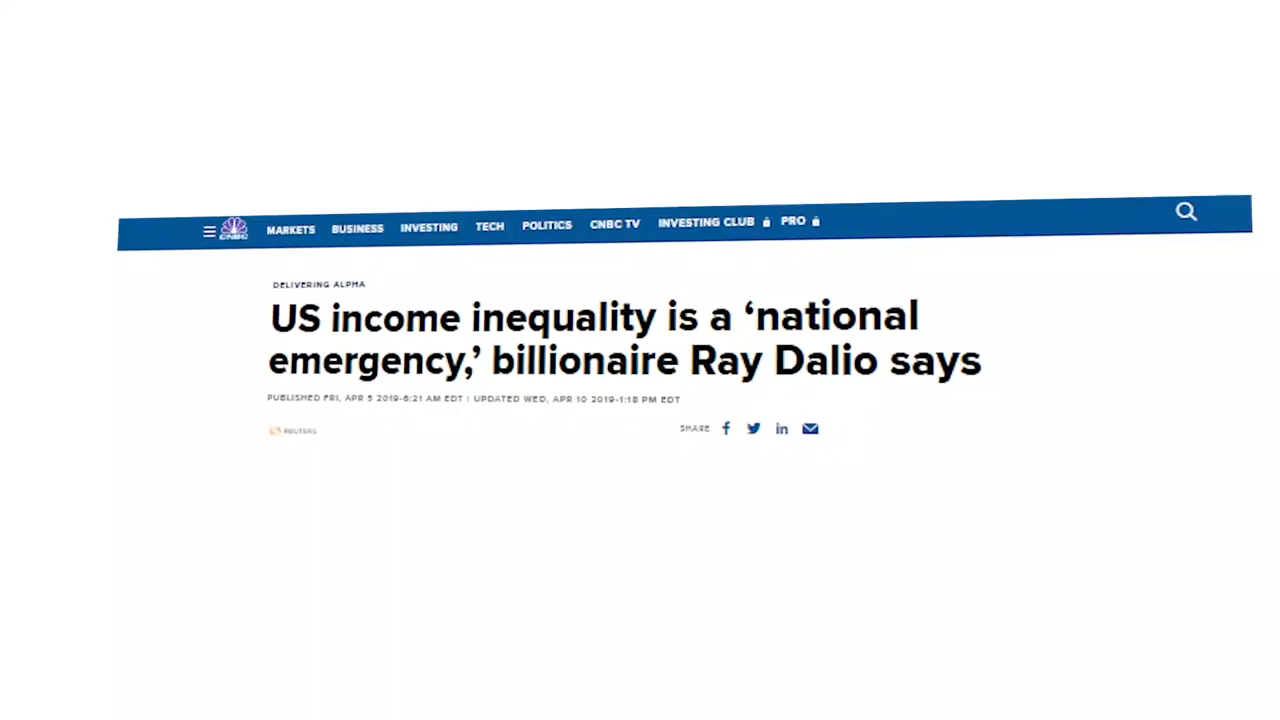 CNBC
MARKETS BUSINESS INVESTING TECH POLITICS CNBC TV INVESTING CLUB PRO
DELIVERING ALPHA
US income inequality is a ‘national
emergency,’ billionaire Ray Dalio says
PUBLISHED FRI, APR 5 2019-6:21 AM EDT | UPDATED WED, APR 10 2019-1:18 PM EDT
REUTERS
SHARE